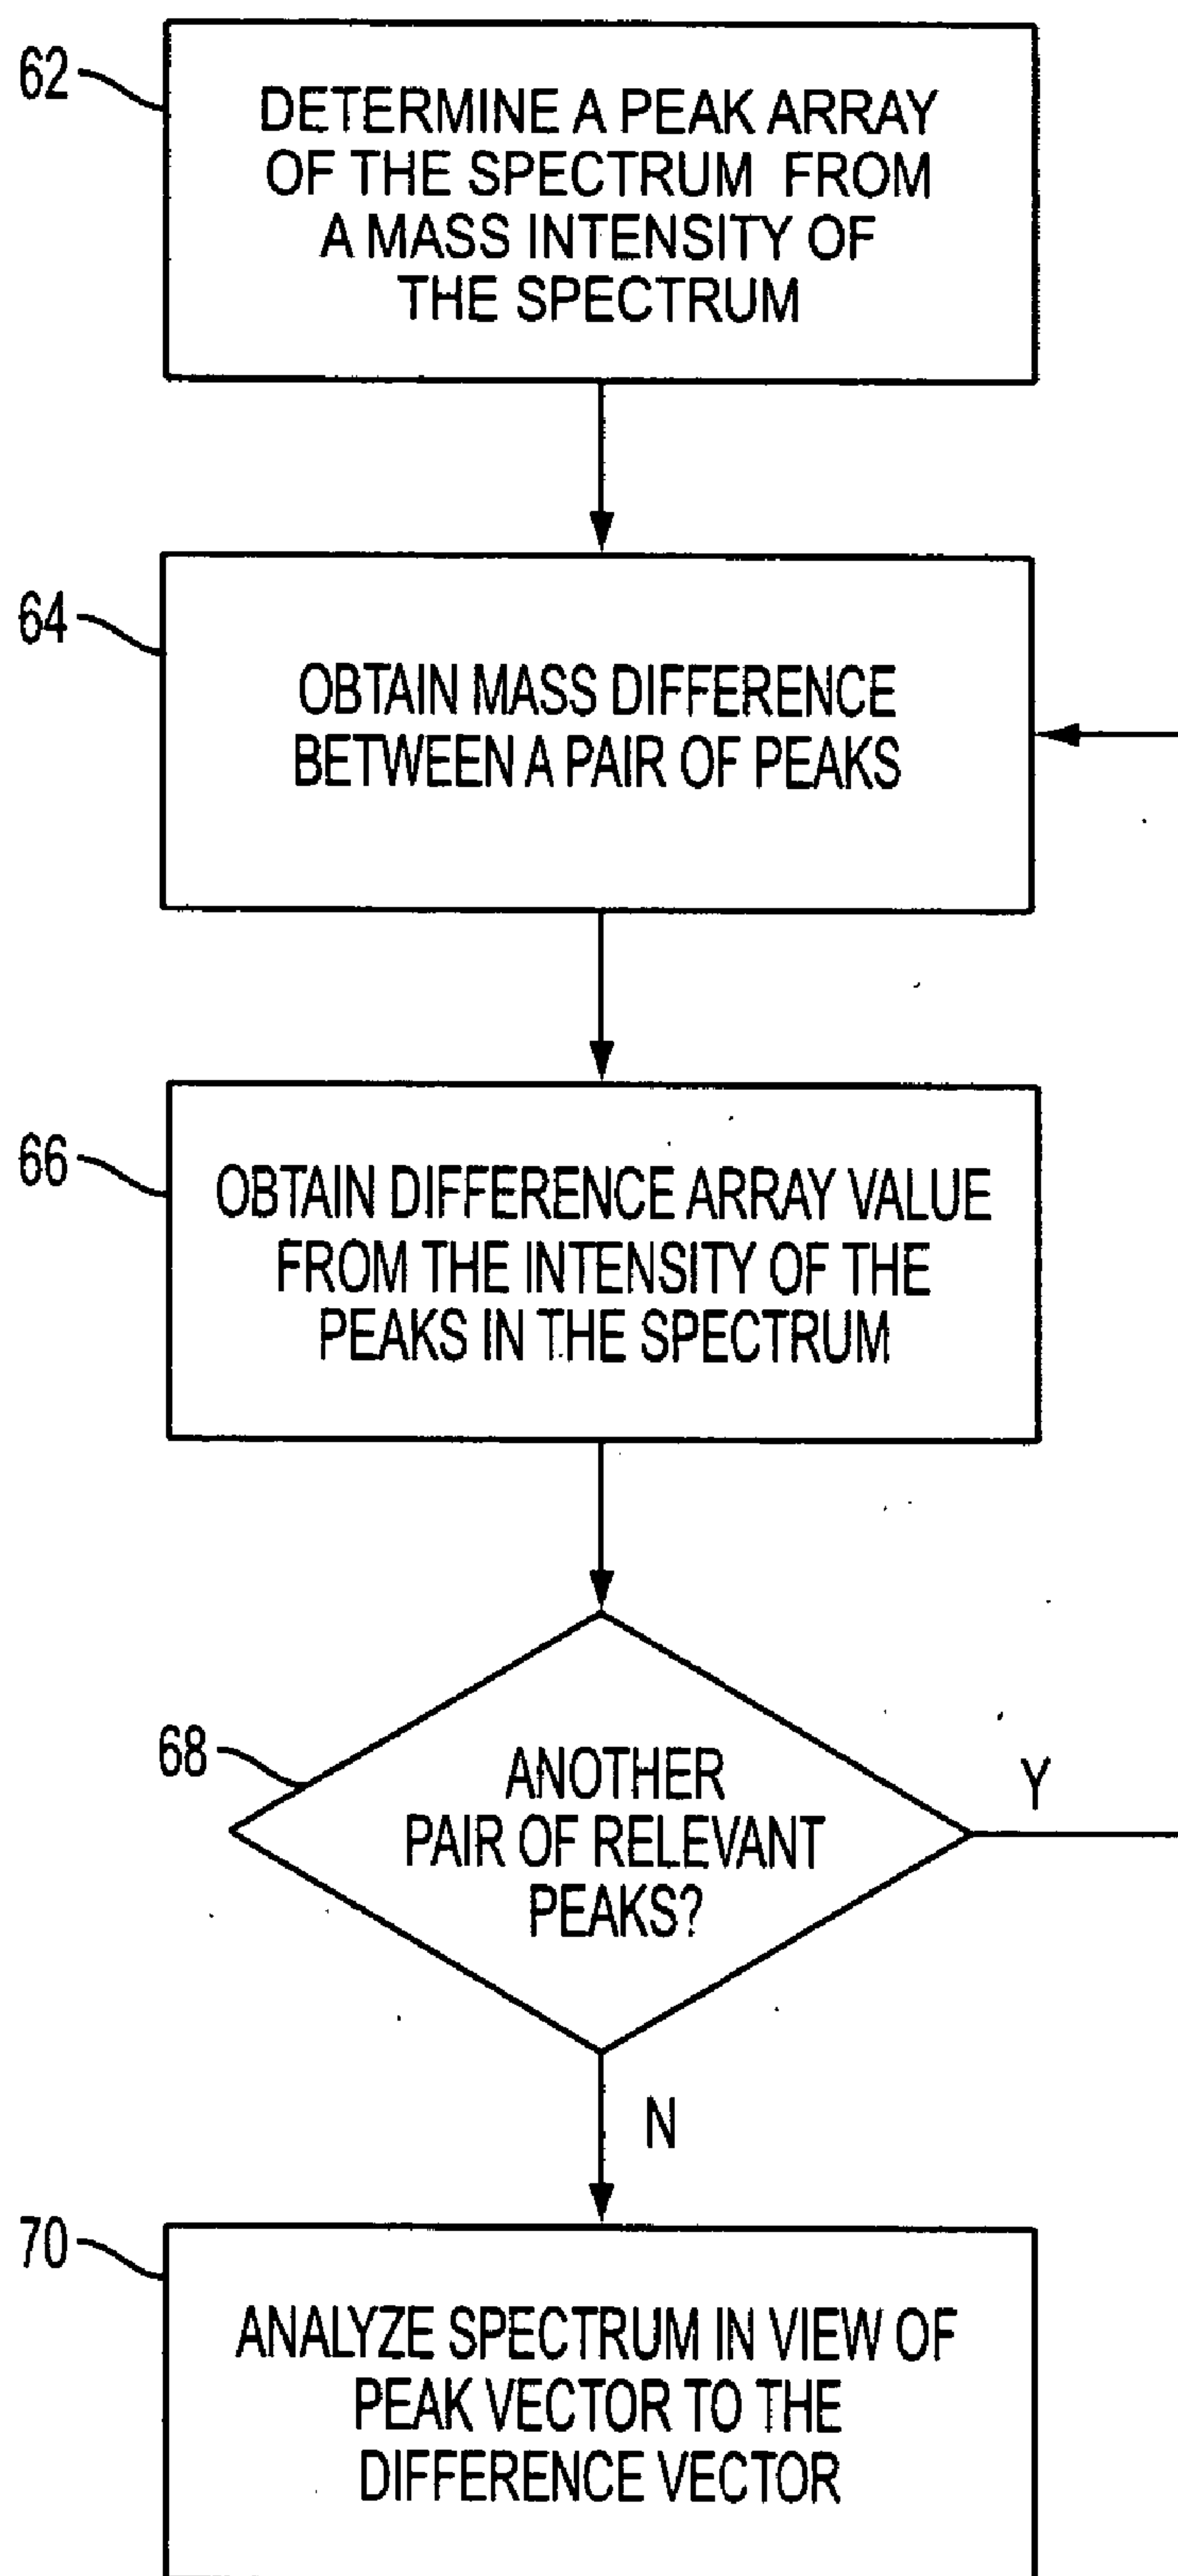 62
DETERMINE A PEAK ARRAY
OF THE SPECTRUM FROM
A MASS INTENSITY OF
THE SPECTRUM
64
OBTAIN MASS DIFFERENCE
BETWEEN A PAIR OF PEAKS
66
OBTAIN DIFFERENCE ARRAY VALUE
FROM THE INTENSITY OF THE
PEAKS IN THE SPECTRUM
68
ANOTHER
PAIR OF RELEVANT
PEAKS?
Y
N
70
ANALYZE SPECTRUM IN VIEW OF
PEAK VECTOR TO THE
DIFFERENCE VECTOR